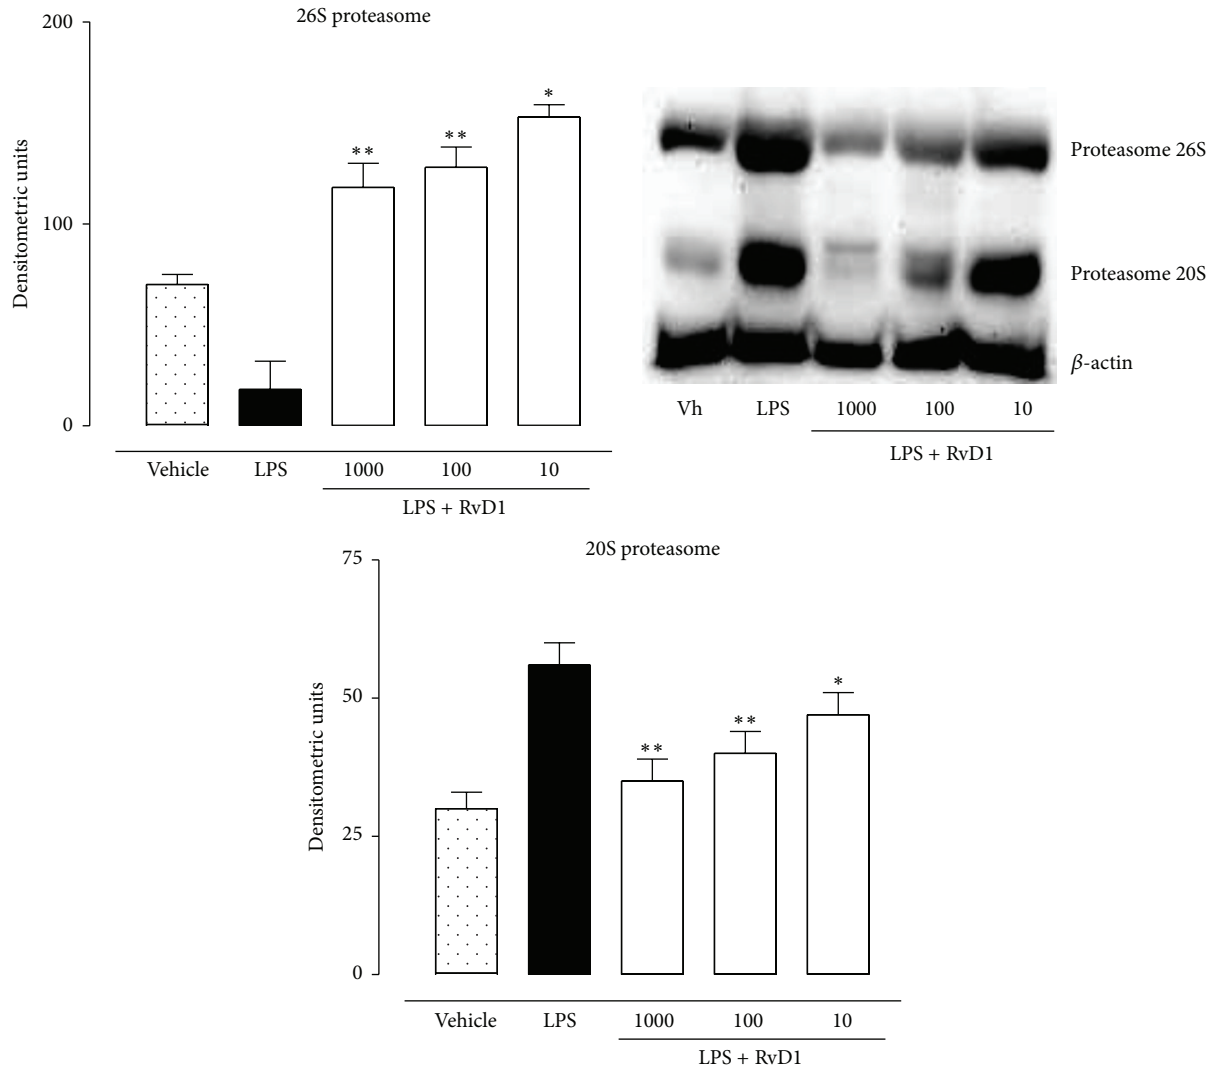 26S proteasome
200
100
0
Densitometric units
**
**
*
Vehicle LPS 1000 100 10
LPS + RvD1
Proteasome 26S
Proteasome 20S
β-actin
Vh LPS 1000 100 10
LPS + RvD1
20S proteasome
75
50
25
0
Densitometric units
**
**
*
Vehicle LPS 1000 100 10
LPS + RvD1